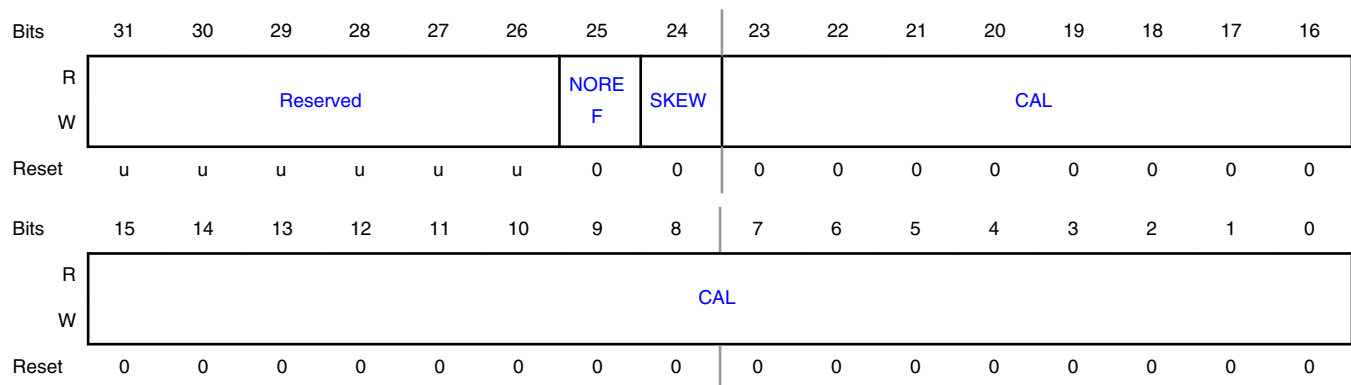 Bits 31 30 29 28 27 26 25 24 23 22 21 20 19 18 17 16
R
W
Reserved
NORE
F
SKEW
CAL
Reset u u u u u u 0 0 0 0 0 0 0 0 0 0
Bits 15 14 13 12 11 10 9 8 7 6 5 4 3 2 1 0
R
W
CAL
Reset 0 0 0 0 0 0 0 0 0 0 0 0 0 0 0 0